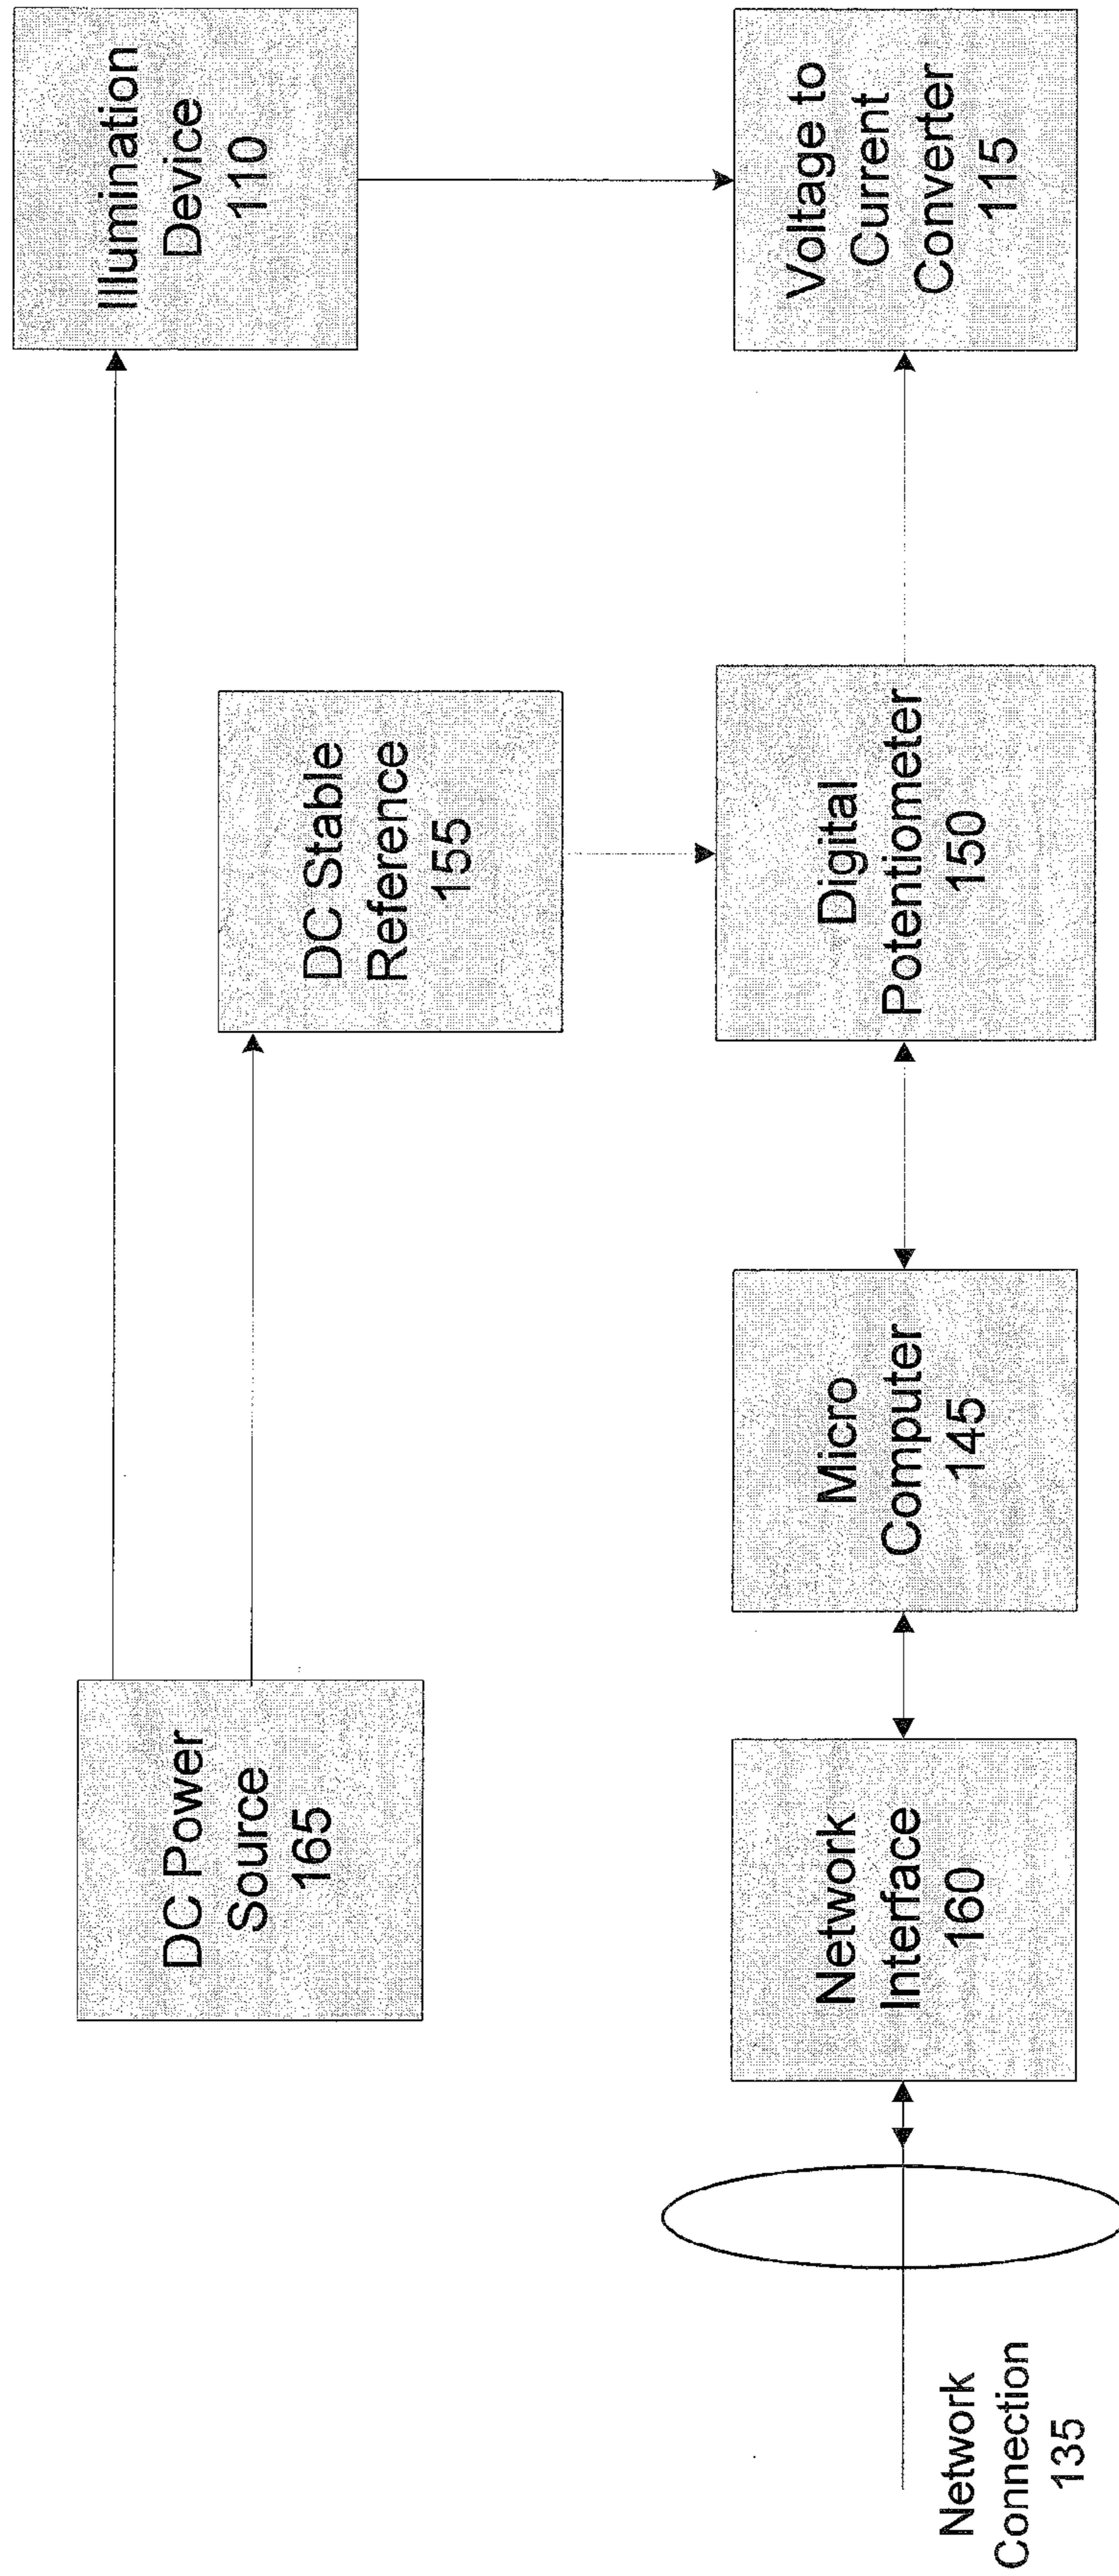 DC Power
Source
165
Illumination
Device
110
DC Stable
Reference
155
Network
Connection
135
Network
Interface
160
Micro
Computer
145
Digital
Potentiometer
150
Voltage to
Current
Converter
115